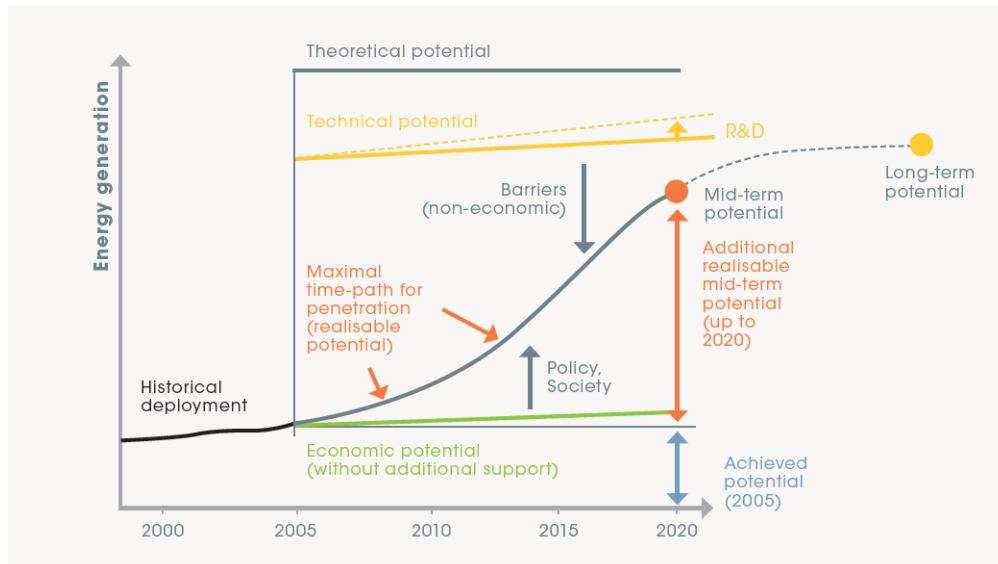 Theoretical potential
Energy generation
Technical potential
R&D
Barriers
(non-economic)
Long-term
potential
Mid-term
potential
Maximal
time-path for
penetration
(realisable
potential)
Additional
realisable
mid-term
potential
(up to
2020)
Policy,
Society
Historical
deployment
Economic potential
(without additional support)
Achieved
potential
(2005)
2000
2005
2010
2015
2020